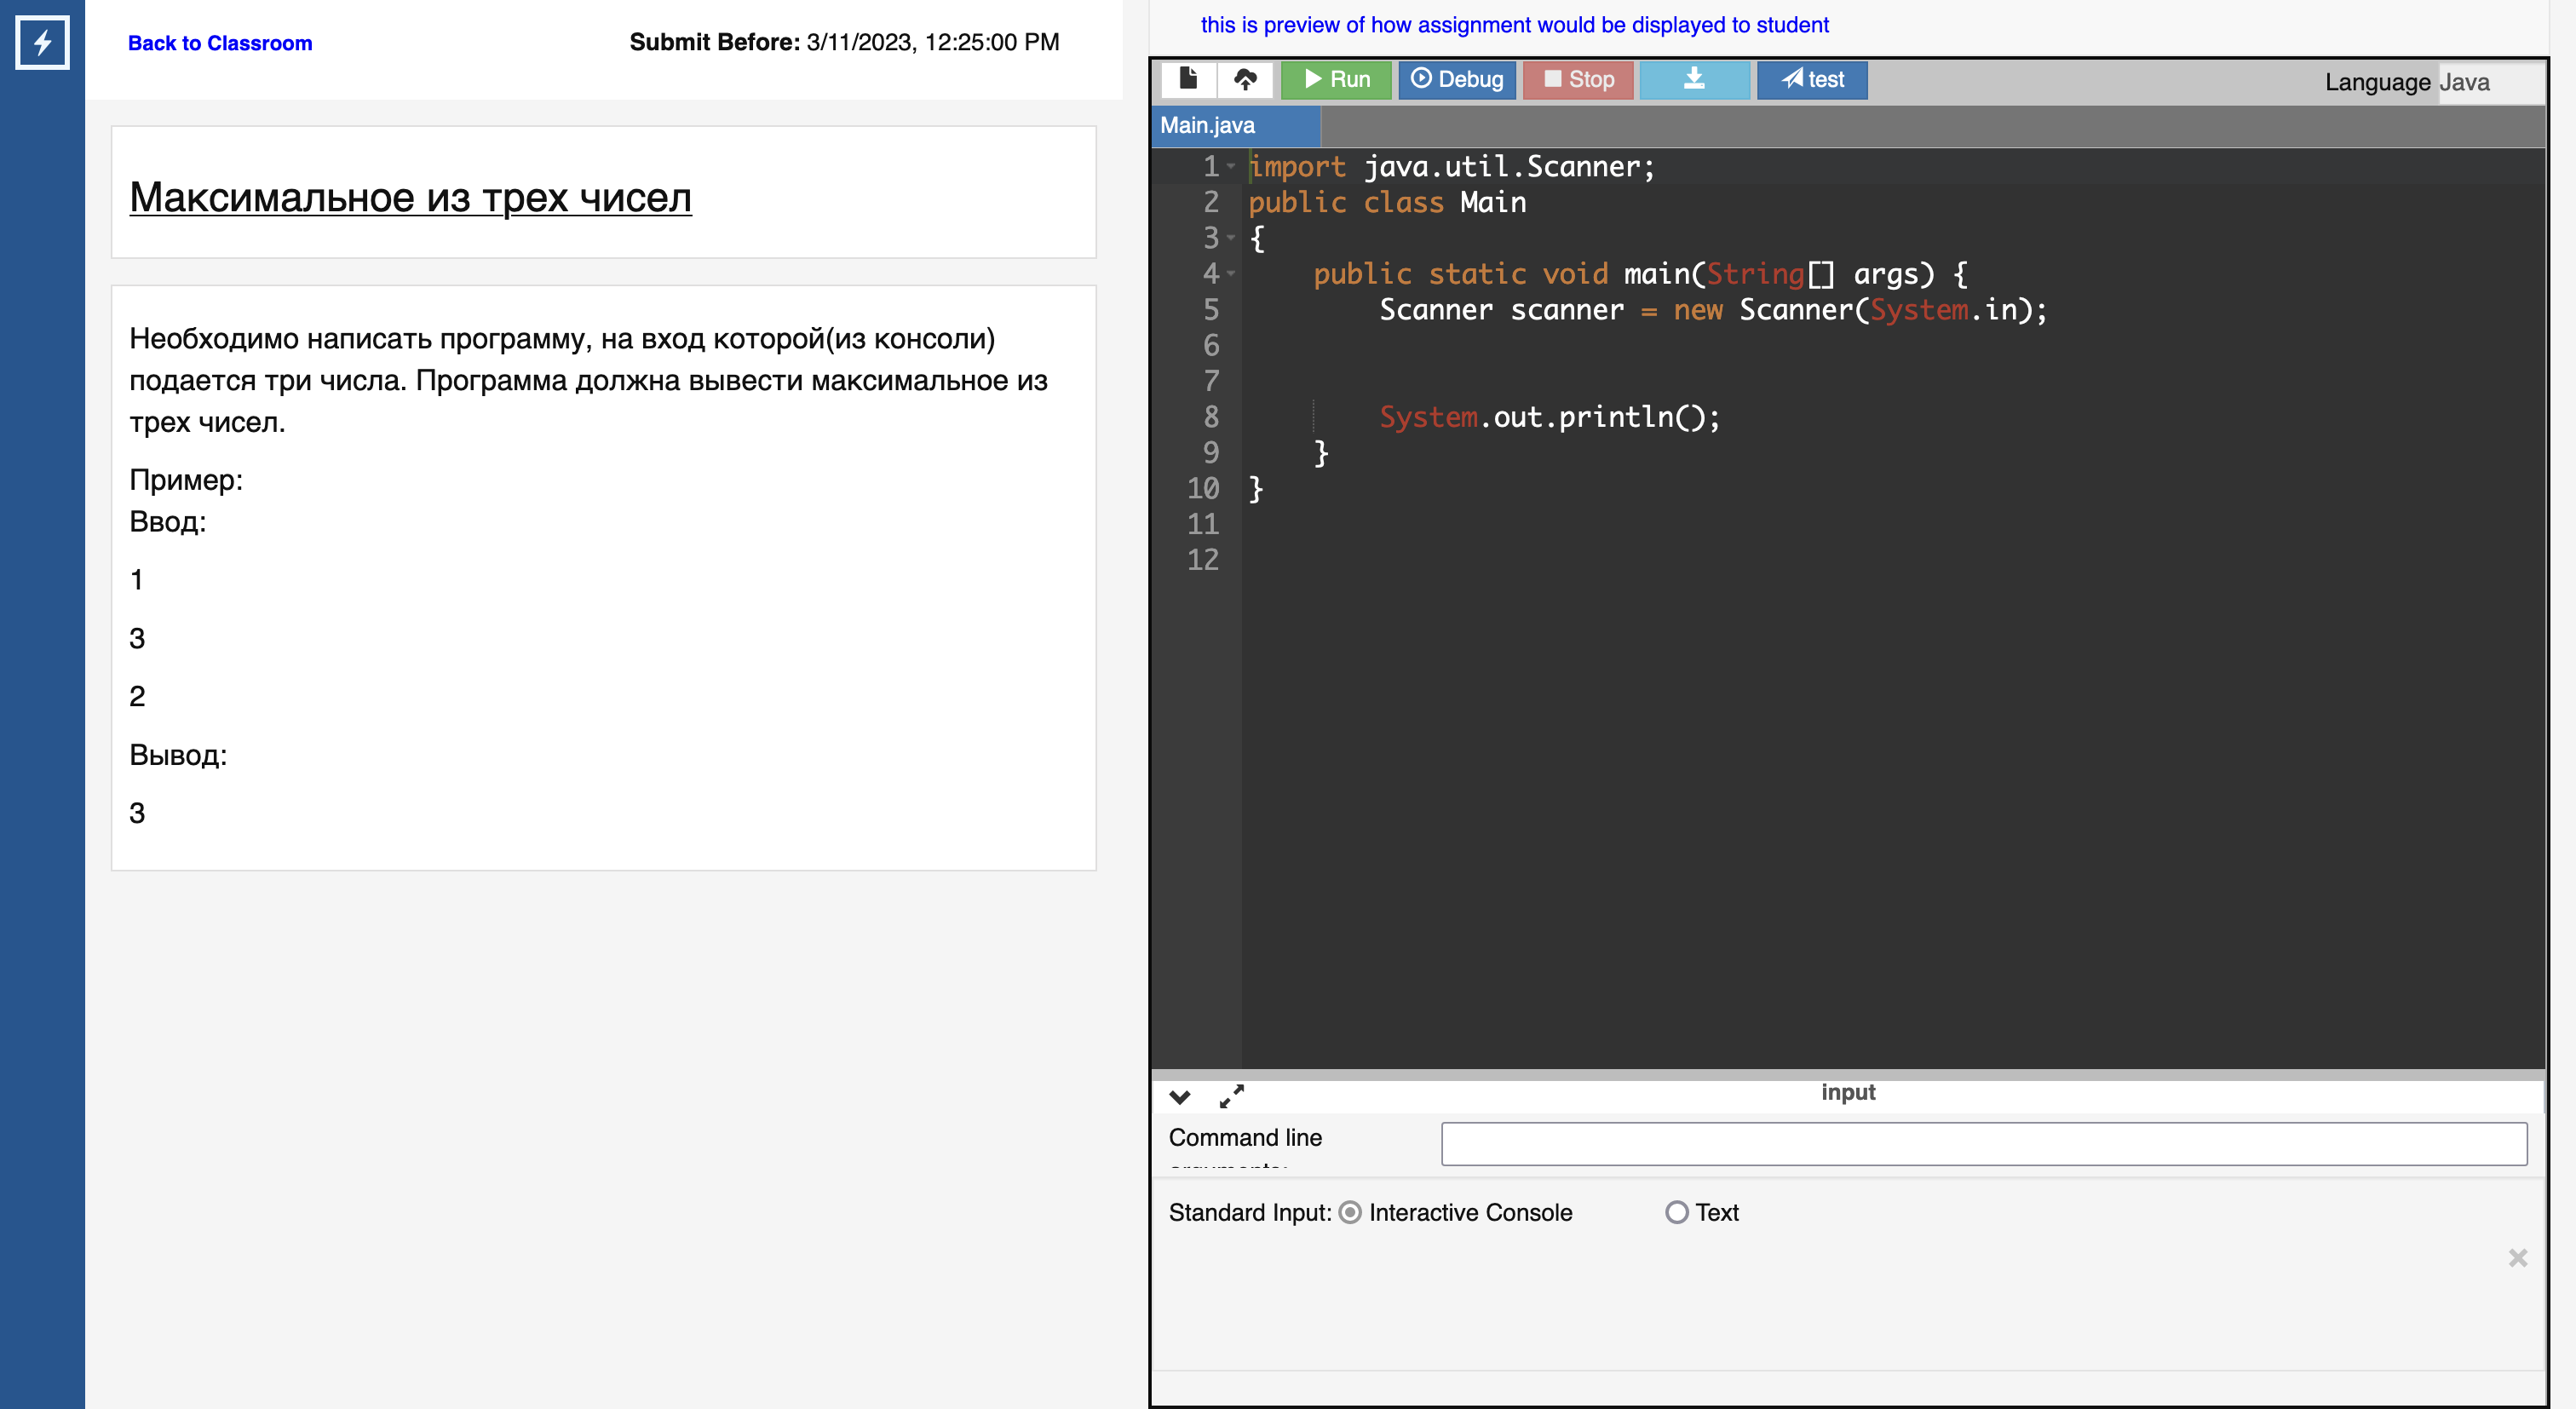 Back to Classroom
Submit Before: 3/11/2023, 12:25:00 PM
Максимальное из трех чисел
Необходимо написать программу, на вход которой(из консоли)
подается три числа. Программа должна вывести максимальное из
трех чисел.
Пример:
Ввод:
1
3
2
Вывод:
3
this is preview of how assignment would be displayed to student
Run Debug Stop test Language Java
Main.java
1 import java.util.Scanner;
2 public class Main
3 {
4 public static void main(String[] args) {
5 Scanner scanner = new Scanner(System.in);
6
7
8 System.out.println();
9 }
10 }
11
12
input
Command line
Standard Input: Interactive Console Text